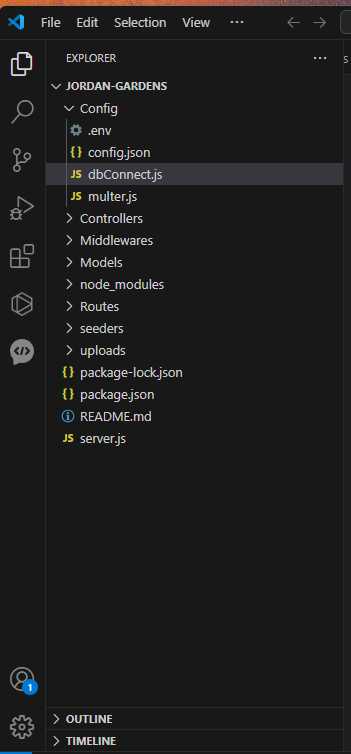 File Edit Selection View ···
S
EXPLORER ···
JORDAN-GARDENS
Config
.env
{} config.json
JS dbConnect.js
JS multer.js
Controllers
Middlewares
Models
node_modules
Routes
seeders
uploads
{} package-lock.json
{} package.json
README.md
JS server.js
1
OUTLINE
TIMELINE